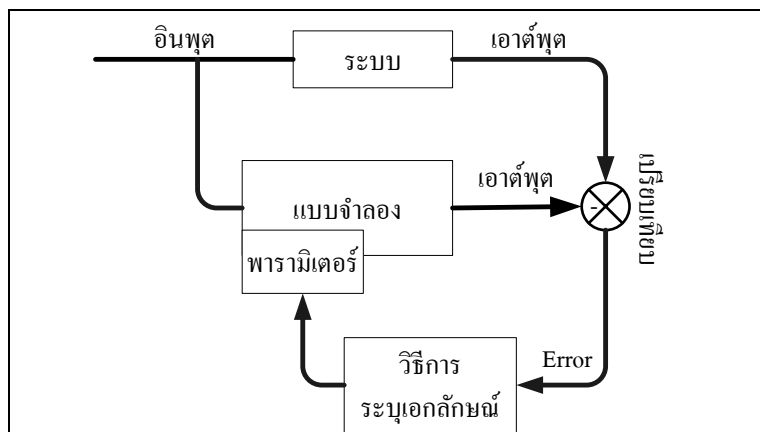 อินพุต
ระบบ
เอาต์พุต
แบบจำลอง
เอาต์พุต
-
เปรียบเทียบ
พารามิเตอร์
วิธีการ
ระบุเอกลักษณ์
Error